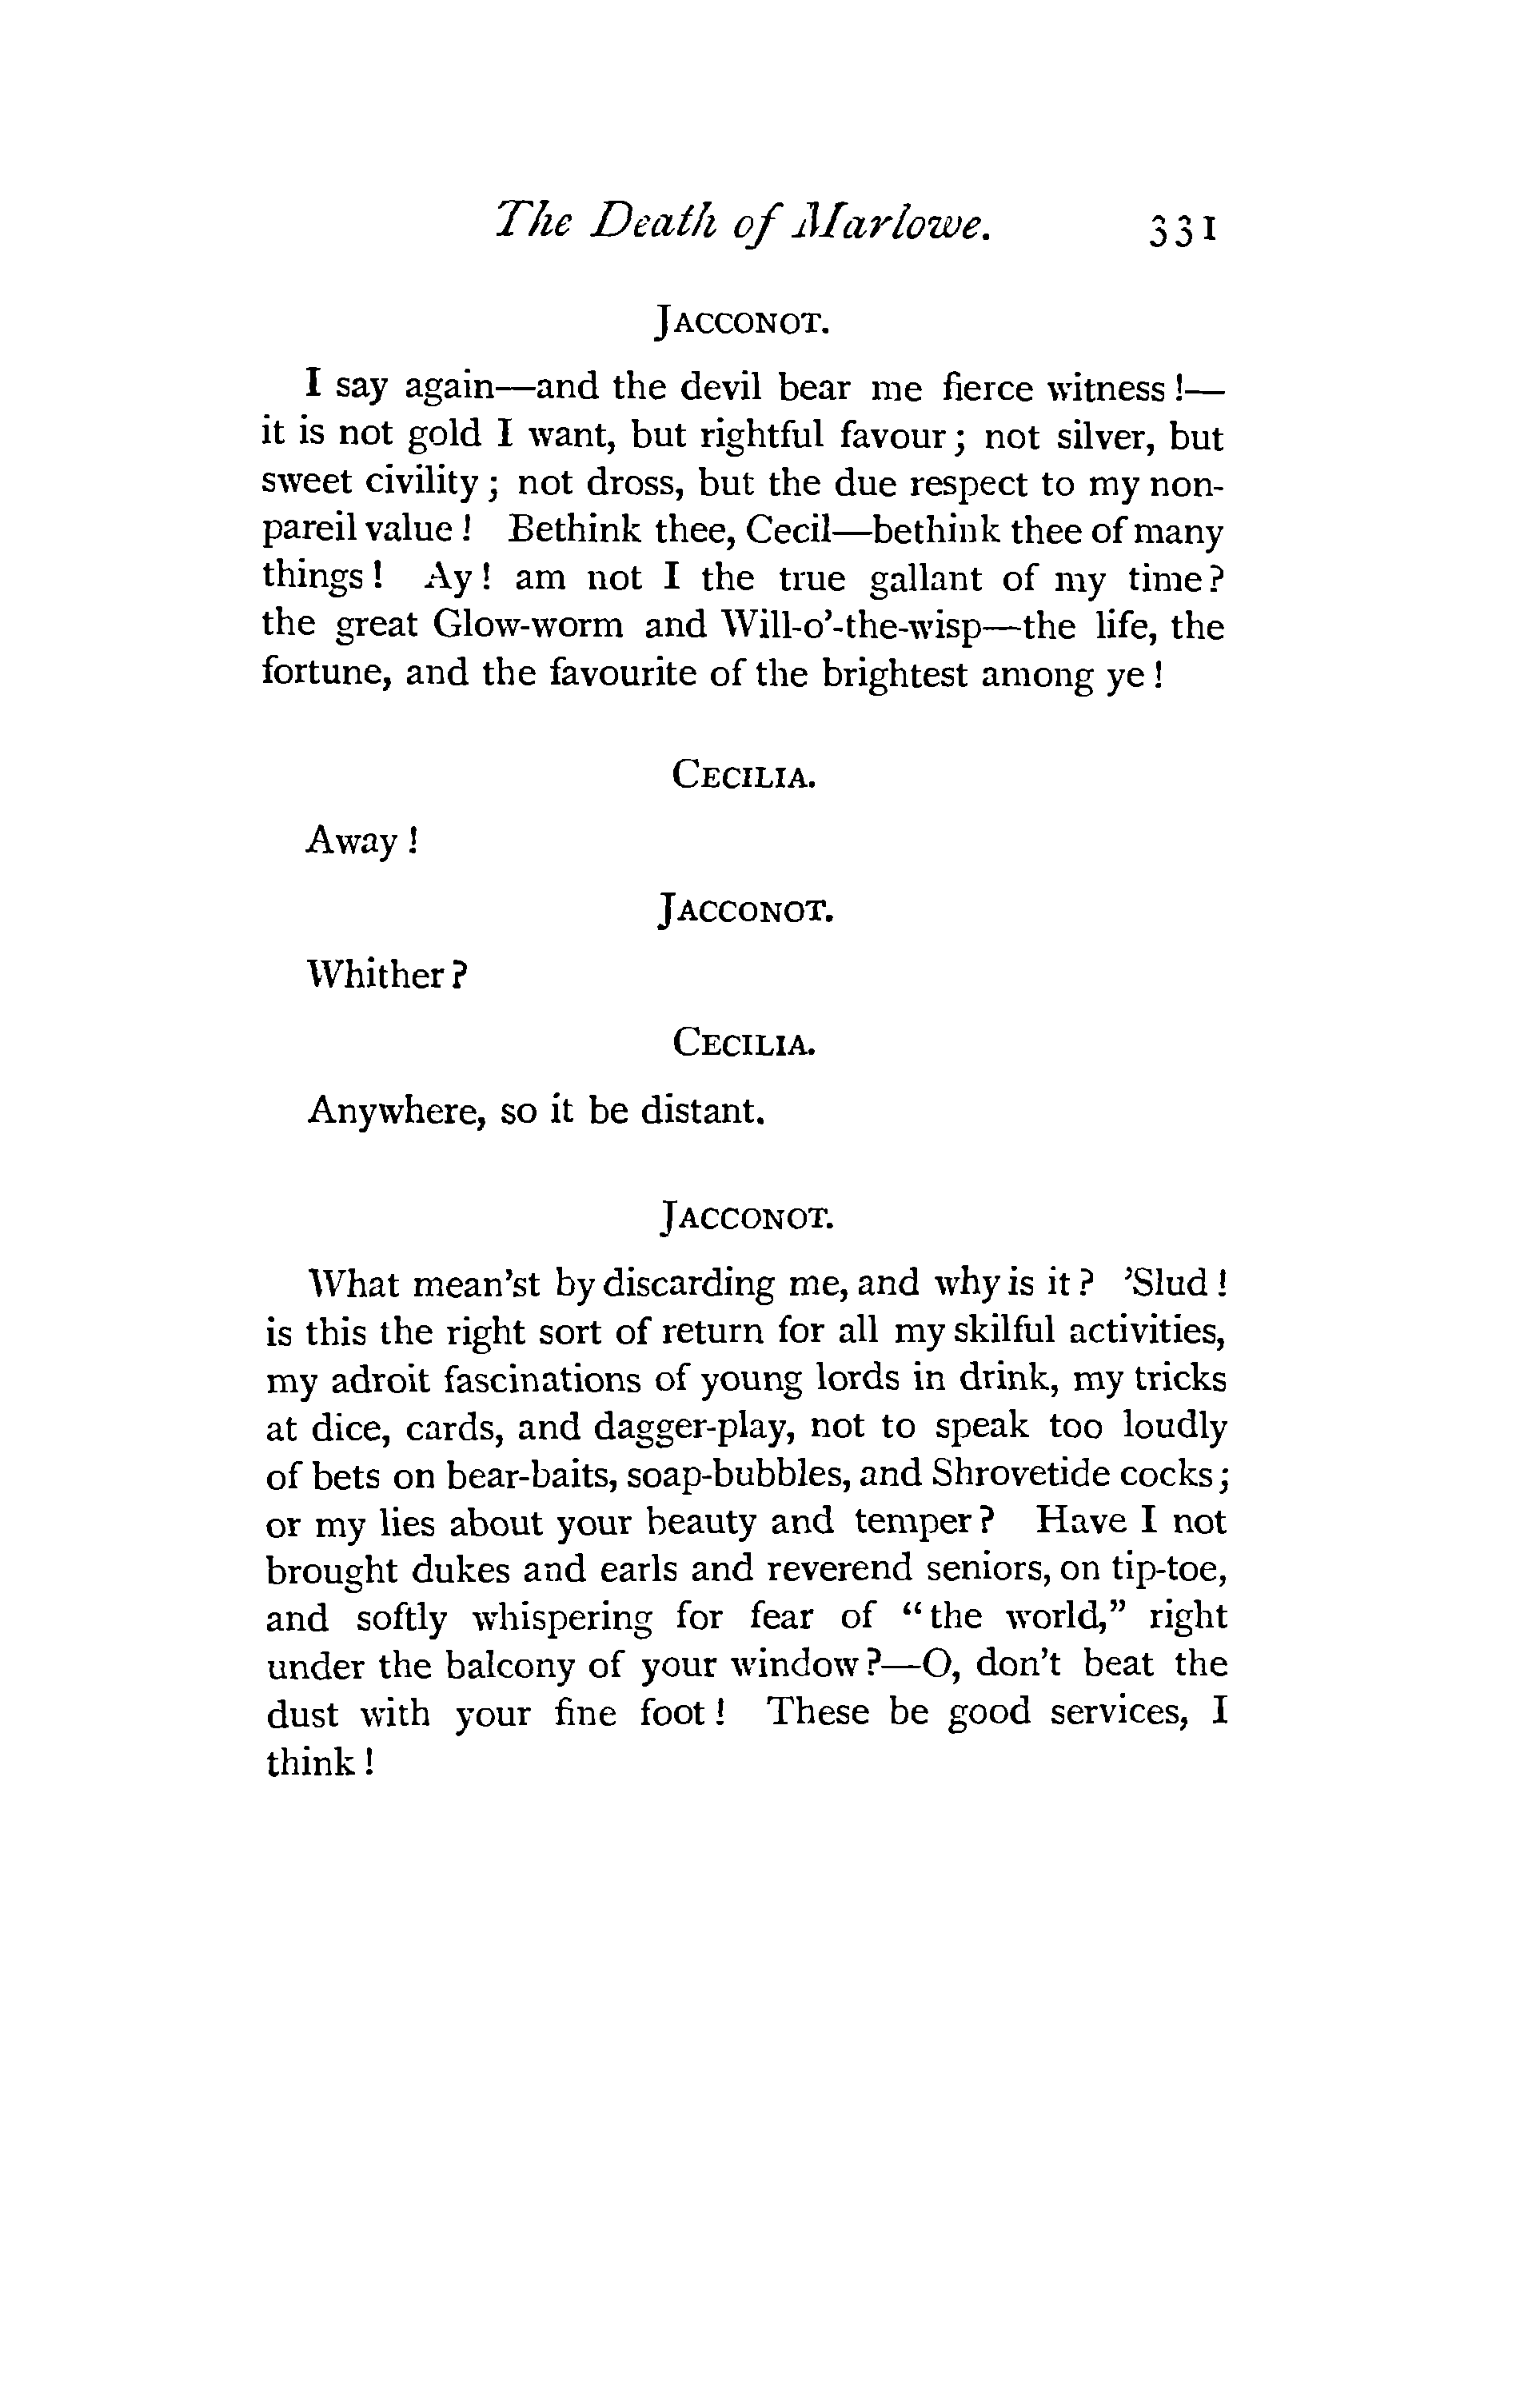 The Death of Marlowe. 331
JACCONOT.
I say again—and the devil bear me fierce witness!—
it is not gold I want, but rightful favour; not silver, but
sweet civility; not dross, but the due respect to my non-
pareil value! Bethink thee, Cecil—bethink thee of many
things! Ay! am not I the true gallant of my time?
the great Glow-worm and Will-o'-the-wisp—the life, the
fortune, and the favourite of the brightest among ye!
CECILIA.
Away!
JACCONOT.
Whither?
CECILIA.
Anywhere, so it be distant.
JACCONOT.
What mean'st by discarding me, and why is it? 'Slud!
is this the right sort of return for all my skilful activities,
my adroit fascinations of young lords in drink, my tricks
at dice, cards, and dagger-play, not to speak too loudly
of bets on bear-baits, soap-bubbles, and Shrovetide cocks;
or my lies about your beauty and temper? Have I not
brought dukes and earls and reverend seniors, on tip-toe,
and softly whispering for fear of "the world," right
under the balcony of your window?—O, don't beat the
dust with your fine foot! These be good services, I
think!